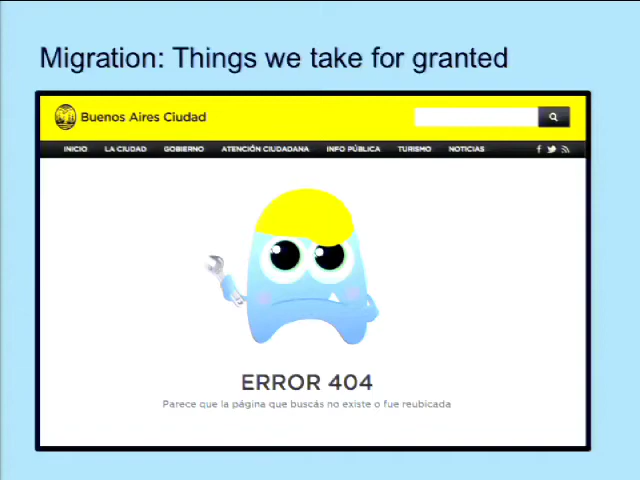 Migration: Things we take for granted
Buenos Aires Ciudad
INICIO LA CIUDAD GOBIERNO ATENCIÓN CIUDADANA INFO PÚBLICA TURISMO NOTICIAS
ERROR 404
Parece que la página que buscás no existe o fue reubicada